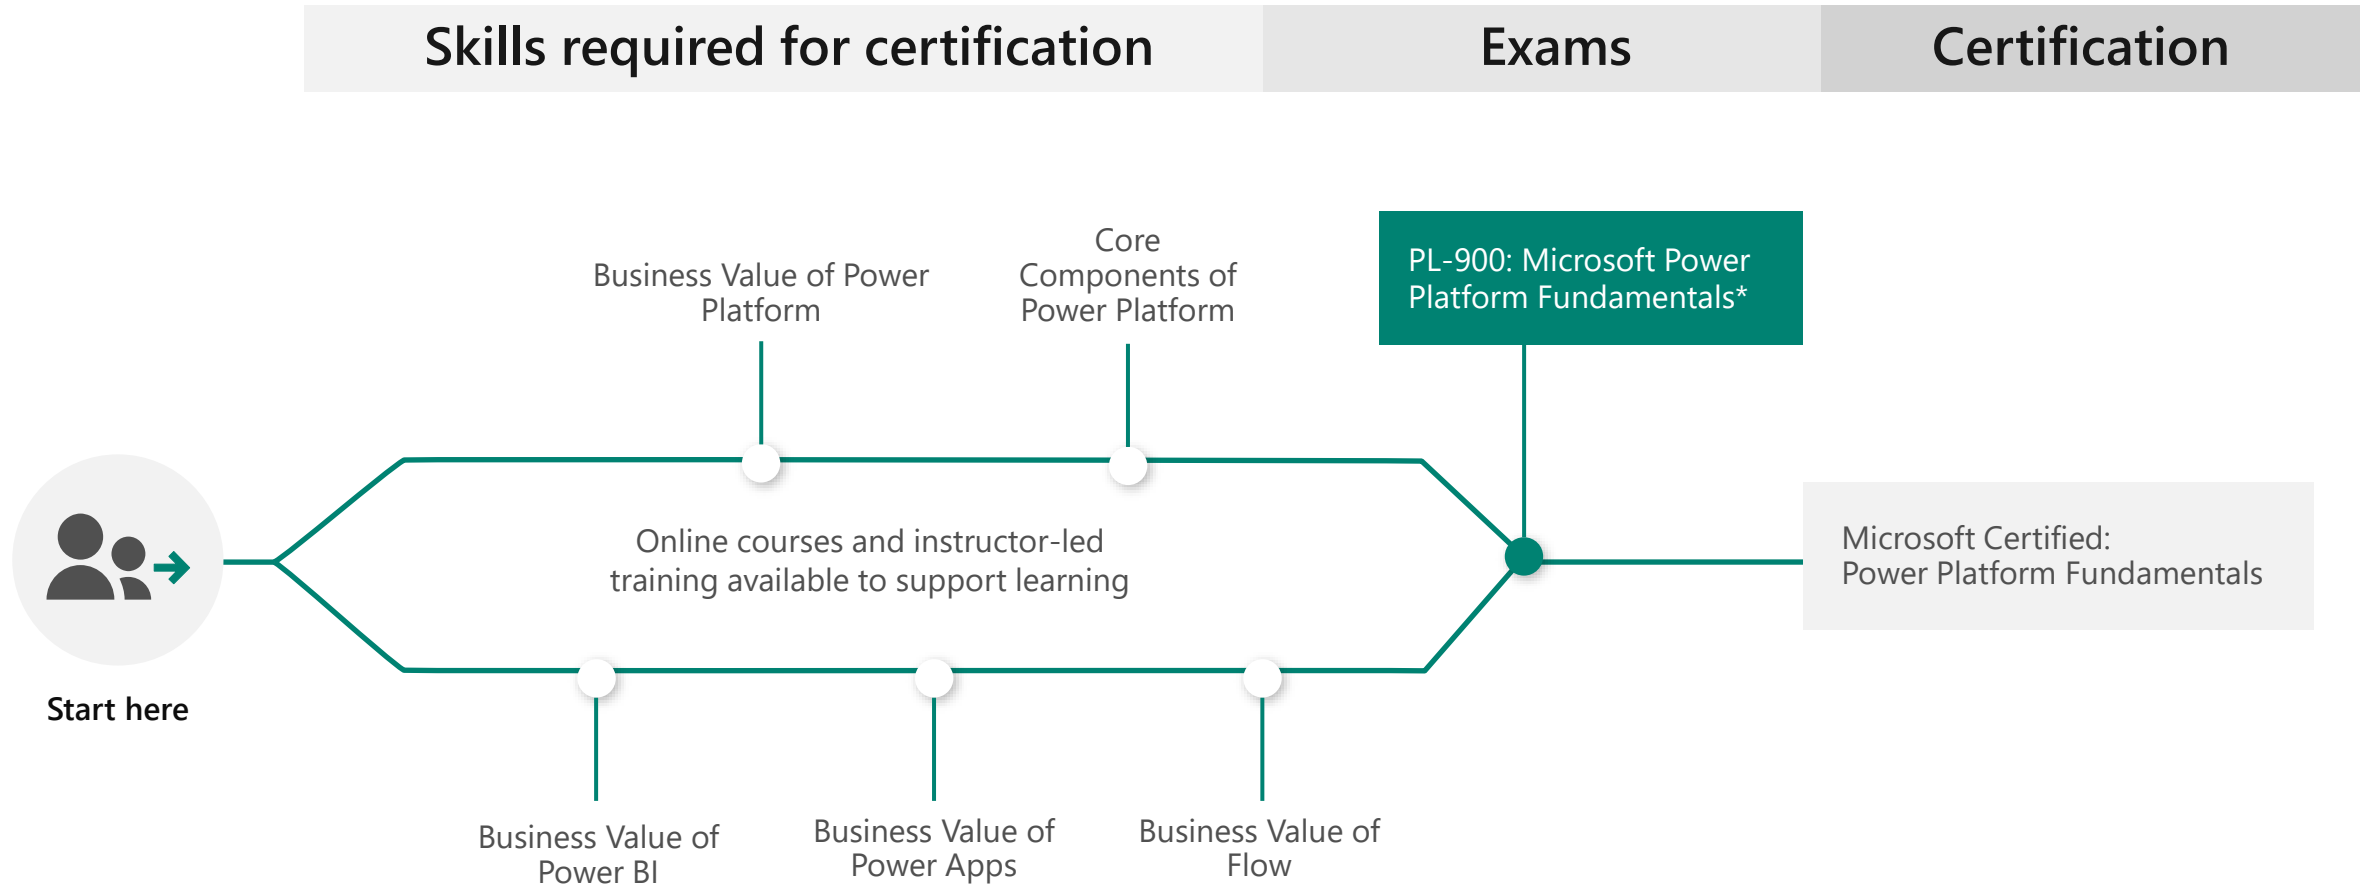 Skills required for certification
Exams
Certification
Business Value of Power
Platform
Core
Components of
Power Platform
PL-900: Microsoft Power
Platform Fundamentals*
Online courses and instructor-led
training available to support learning
Microsoft Certified:
Power Platform Fundamentals
Start here
Business Value of
Power BI
Business Value of
Power Apps
Business Value of
Flow